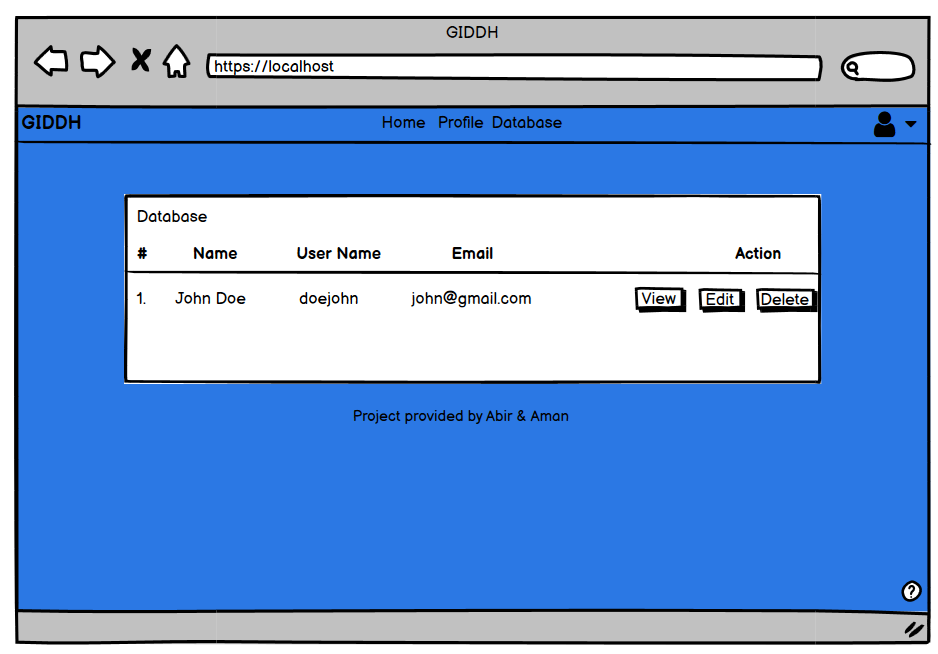 GIDDH
https://localhost
GIDDH Home Profile Database
Database
# Name User Name Email Action
1. John Doe doejohn john@gmail.com View Edit Delete
Project provided by Abir & Aman
?